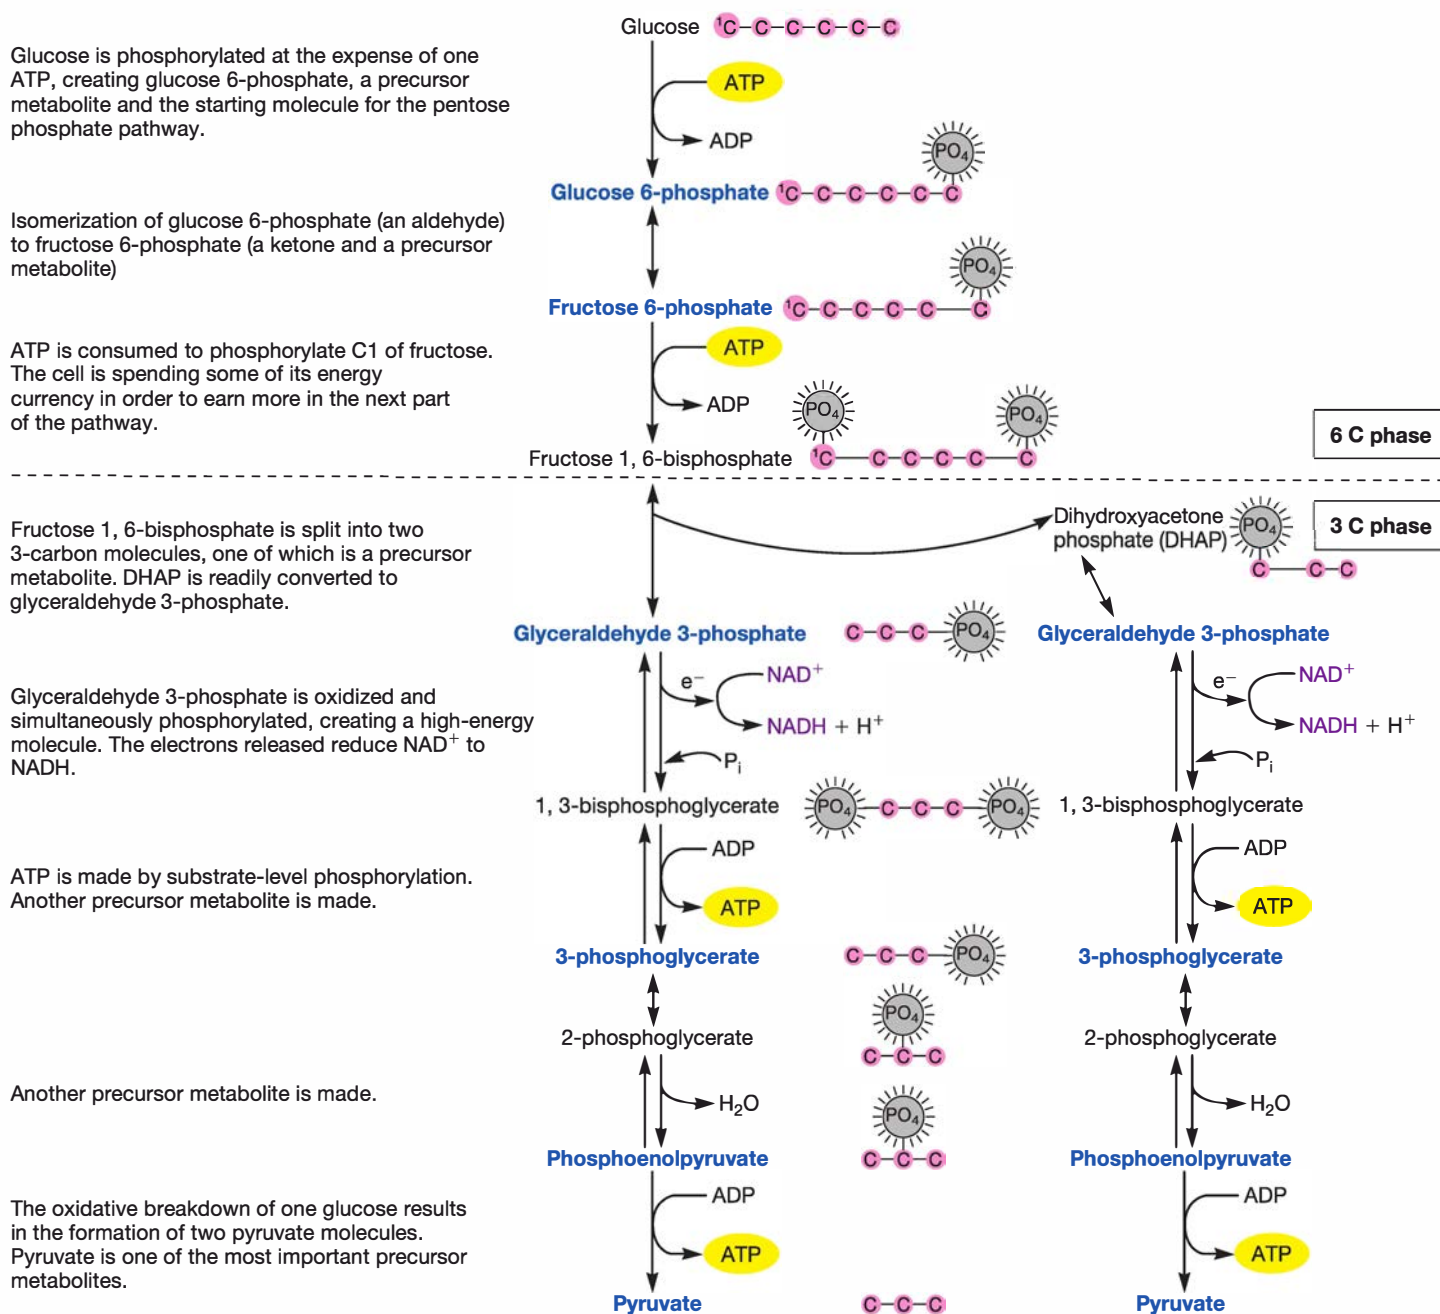 Glucose ¹C C C C C C
Glucose is phosphorylated at the expense of one
ATP, creating glucose 6-phosphate, a precursor
metabolite and the starting molecule for the pentose
phosphate pathway.
ATP
ADP
PO₄
Glucose 6-phosphate ¹C C C C C C
Isomerization of glucose 6-phosphate (an aldehyde)
to fructose 6-phosphate (a ketone and a precursor
metabolite)
PO₄
Fructose 6-phosphate ¹C C C C C C
ATP is consumed to phosphorylate C1 of fructose.
The cell is spending some of its energy
currency in order to earn more in the next part
of the pathway.
ATP
ADP
PO₄ PO₄
6 C phase
Fructose 1, 6-bisphosphate ¹C C C C C C
3 C phase
Fructose 1, 6-bisphosphate is split into two
3-carbon molecules, one of which is a precursor
metabolite. DHAP is readily converted to
glyceraldehyde 3-phosphate.
Dihydroxyacetone
phosphate (DHAP)
PO₄
C C C
Glyceraldehyde 3-phosphate C C C PO₄ Glyceraldehyde 3-phosphate
Glyceraldehyde 3-phosphate is oxidized and
simultaneously phosphorylated, creating a high-energy
molecule. The electrons released reduce NAD⁺ to
NADH.
e⁻ NAD⁺ e⁻ NAD⁺
NADH + H⁺ NADH + H⁺
Pᵢ Pᵢ
1, 3-bisphosphoglycerate PO₄ C C C PO₄ 1, 3-bisphosphoglycerate
ATP is made by substrate-level phosphorylation.
Another precursor metabolite is made.
ADP ADP
ATP ATP
3-phosphoglycerate C C C PO₄ 3-phosphoglycerate
PO₄
2-phosphoglycerate C C C 2-phosphoglycerate
Another precursor metabolite is made.
H₂O PO₄ H₂O
Phosphoenolpyruvate C C C Phosphoenolpyruvate
The oxidative breakdown of one glucose results
in the formation of two pyruvate molecules.
Pyruvate is one of the most important precursor
metabolites.
ADP ADP
ATP ATP
Pyruvate C C C Pyruvate